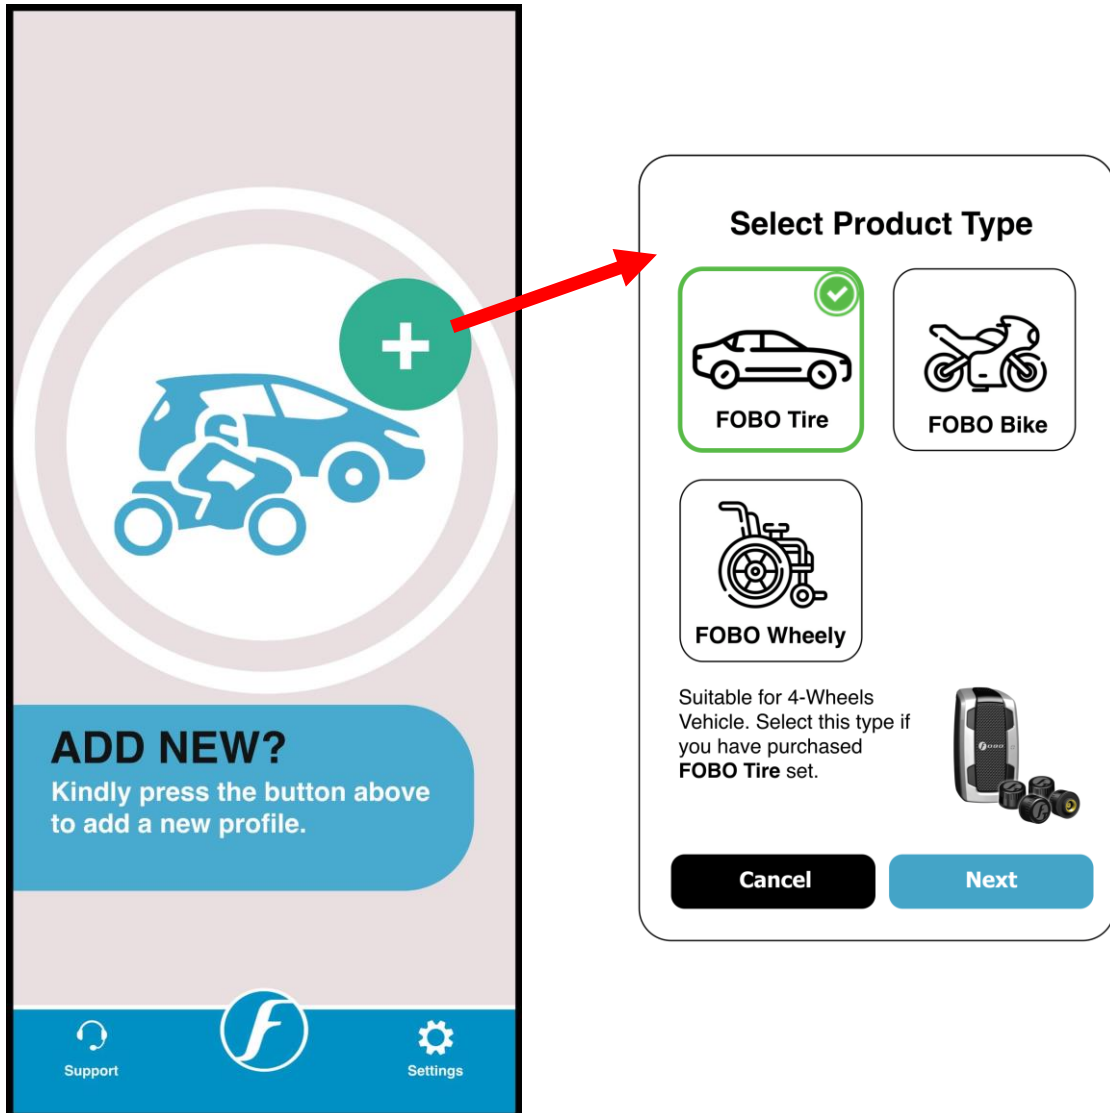 ADD NEW?
Kindly press the button above
to add a new profile.
Support
Settings
Select Product Type
FOBO Tire
FOBO Bike
FOBO Wheely
Suitable for 4-Wheels
Vehicle. Select this type if
you have purchased
FOBO Tire set.
FOBO
Cancel
Next